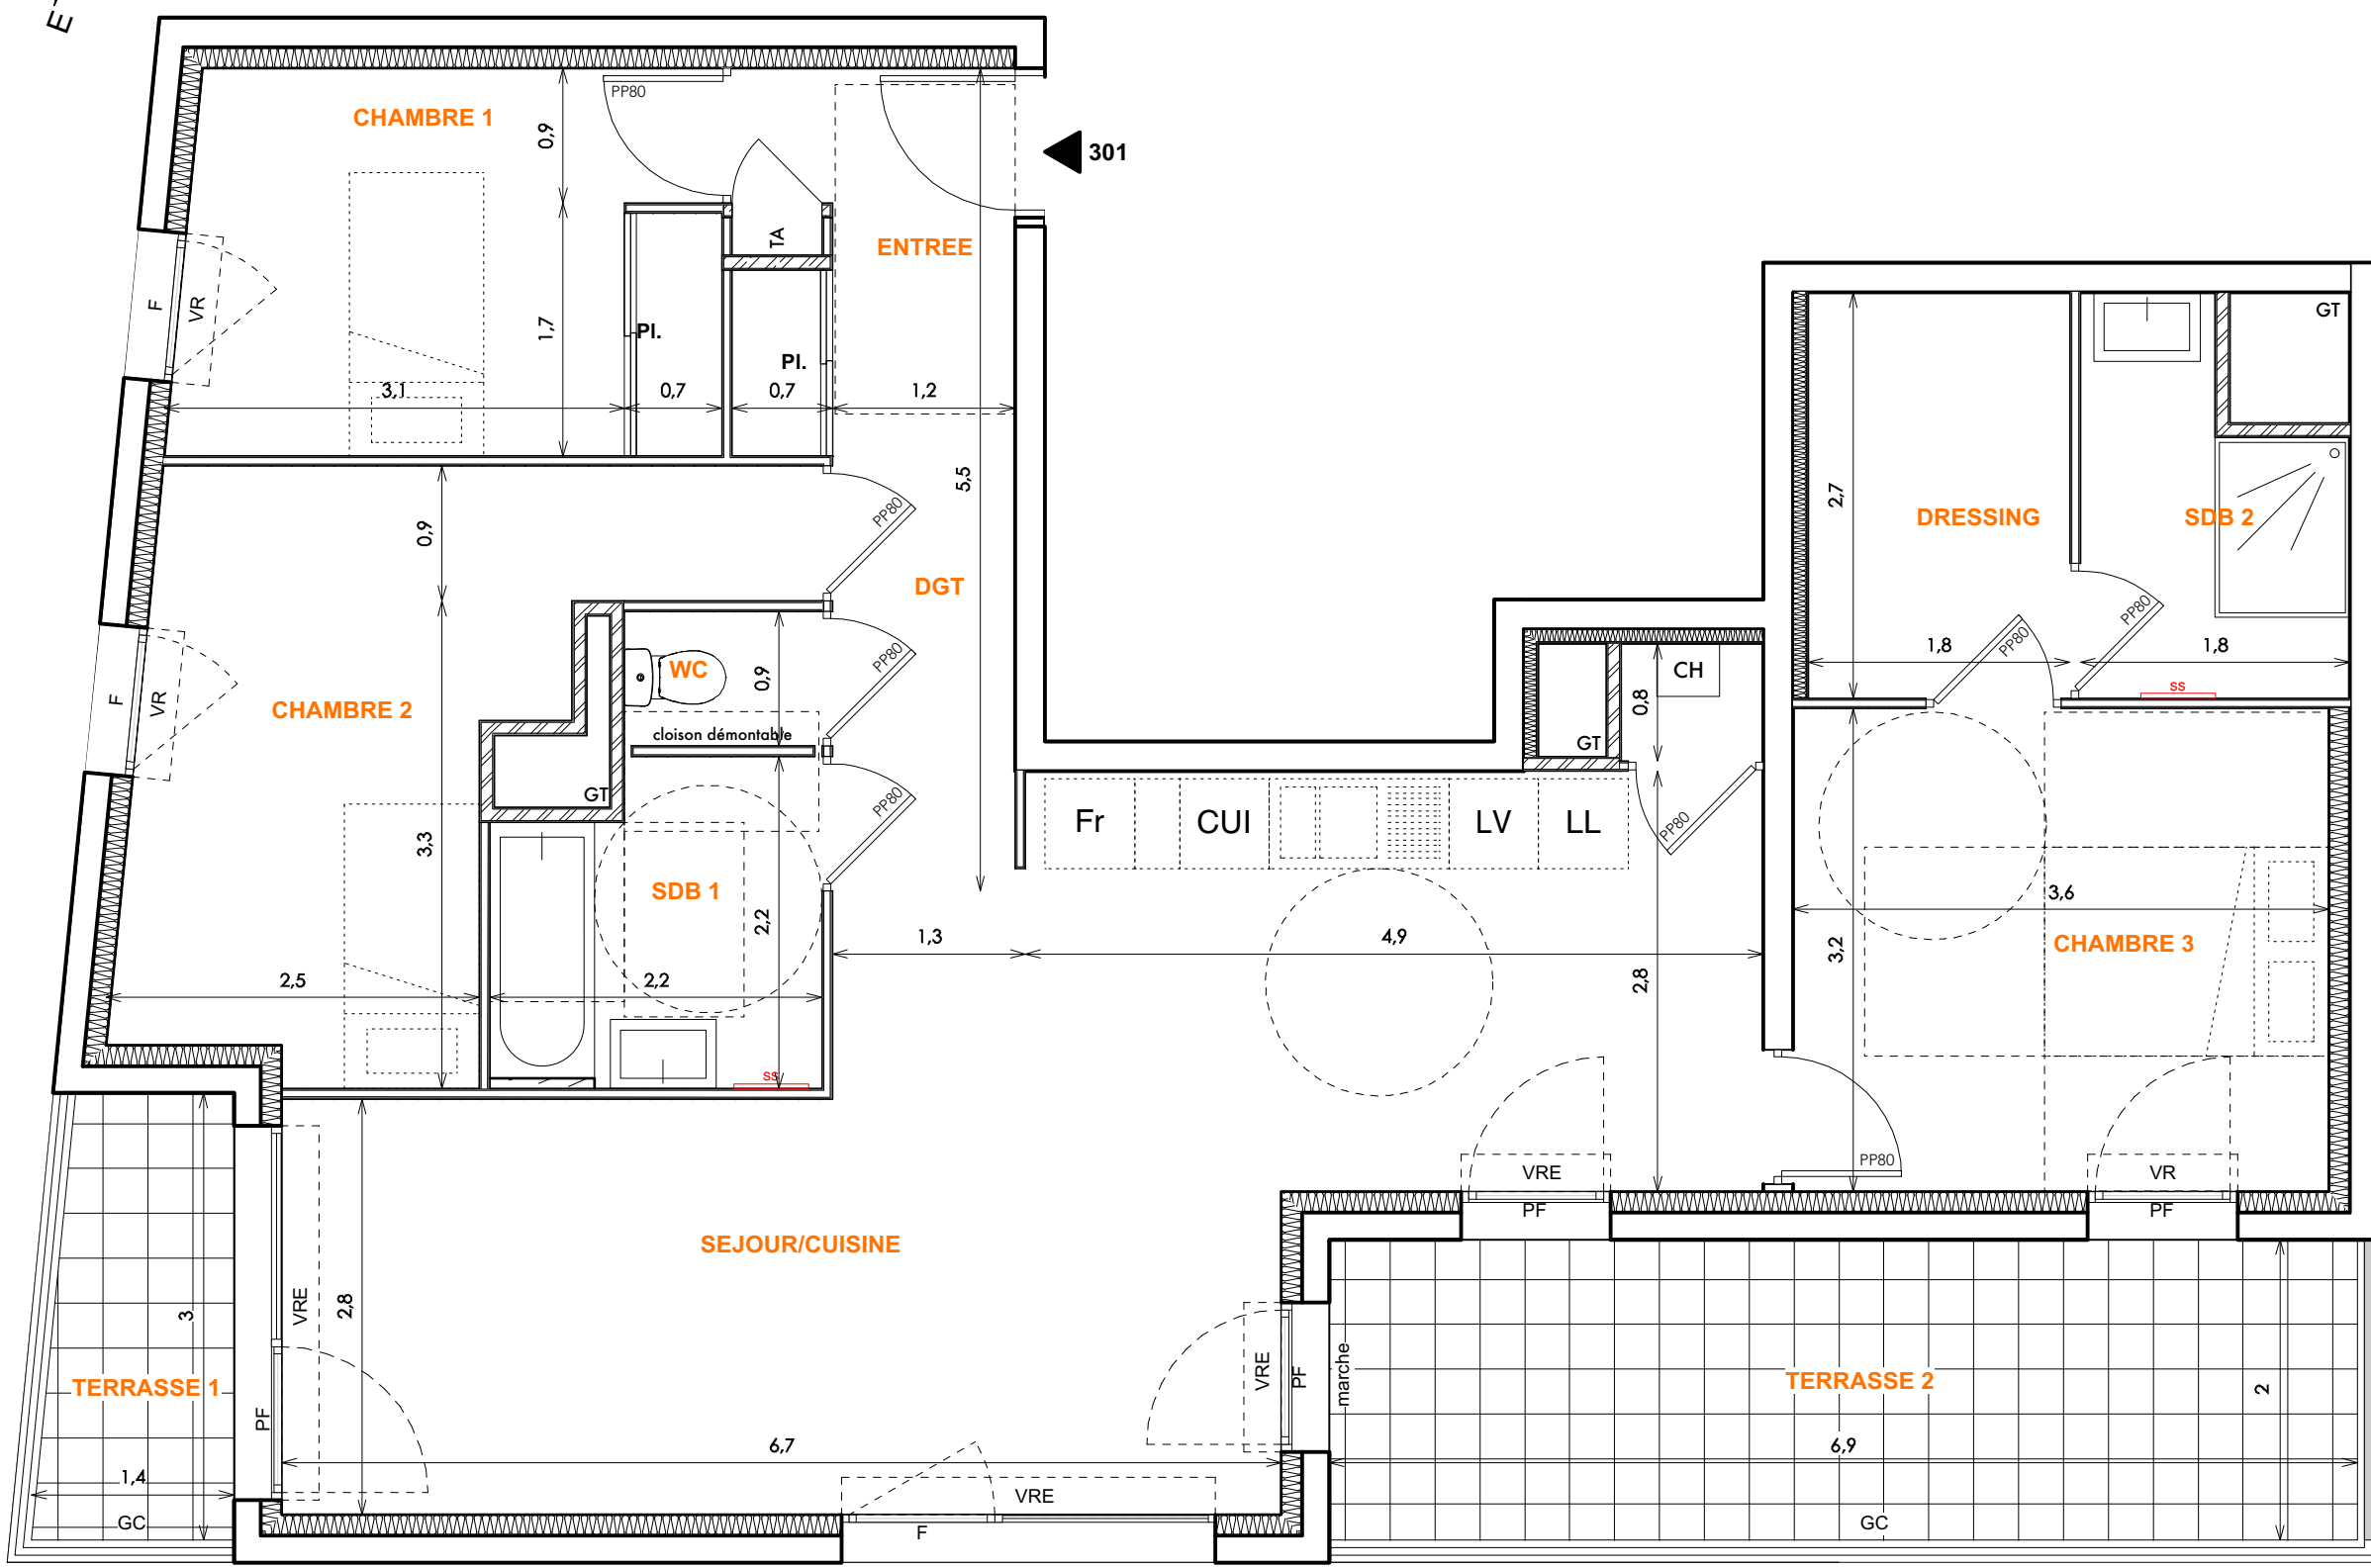 CHAMBRE 1
PP80
0,9
301
ENTREE
TA
F
VR
1,7
Pl.
Pl.
3,1
0,7
0,7
1,2
5,5
PP80
0,9
DGT
WC
0,9
PP80
cloison démontable
F
VR
CHAMBRE 2
GT
PP80
3,3
SDB 1
2,2
2,5
2,2
ss
GT
DRESSING
SDB 2
2,7
PP80
PP80
1,8
1,8
ss
CH
0,8
GT
Fr
CUI
LV
LL
PP80
1,3
4,9
2,8
3,6
3,2
CHAMBRE 3
PP80
VRE
PF
VR
PF
SEJOUR/CUISINE
VRE
2,8
3
TERRASSE 1
PF
1,4
GC
6,7
VRE
F
VRE
PF
marche
TERRASSE 2
2
6,9
GC